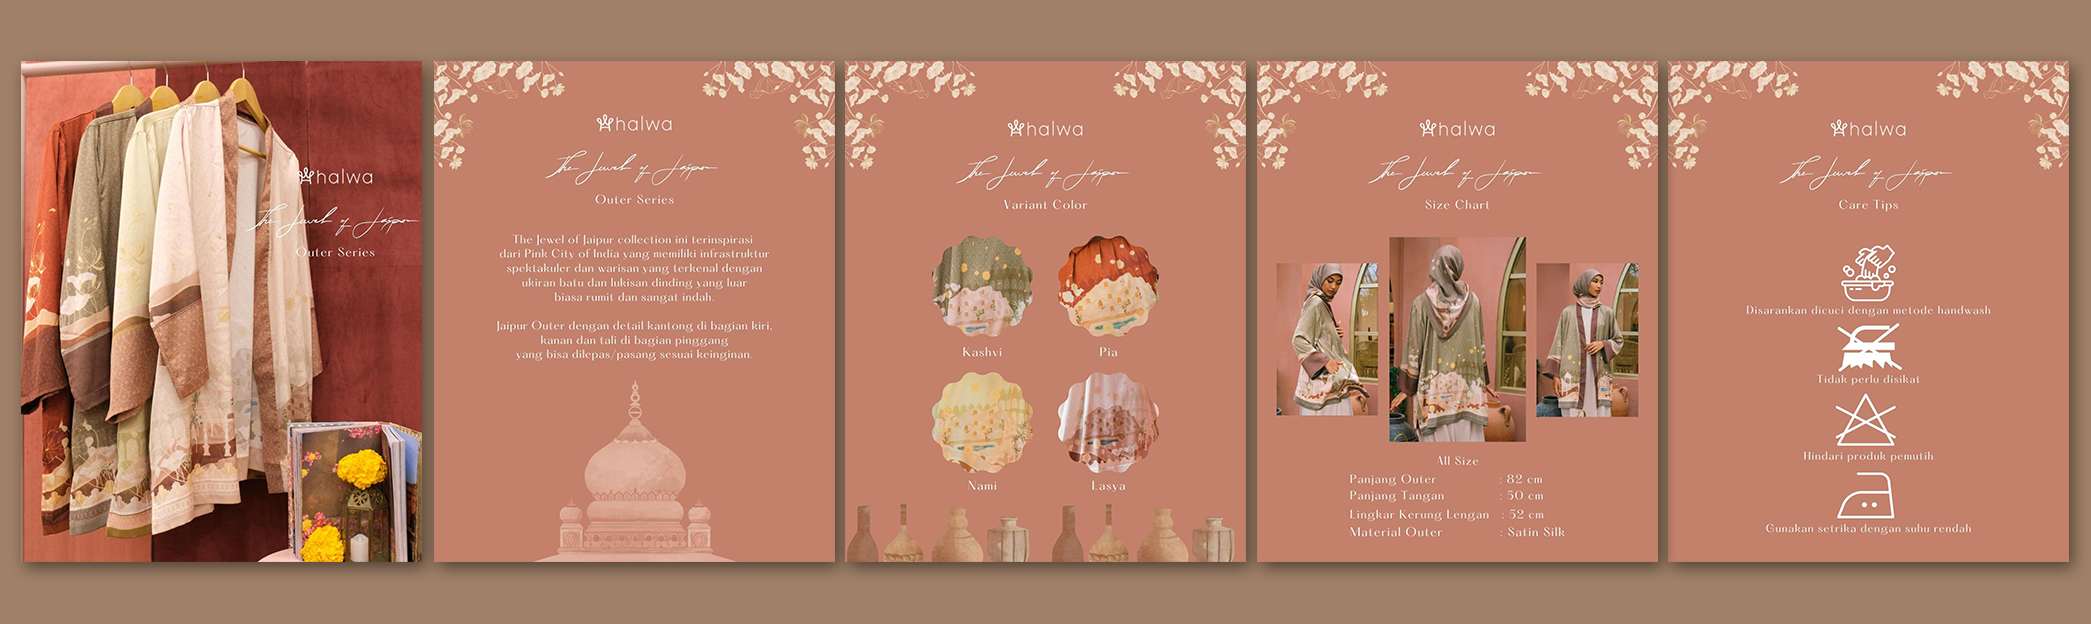 halwa
The Jewel of Jaipur
Outer Series
halwa
The Jewel of Jaipur
Outer Series
The Jewel of Jaipur collection ini terinspirasi
dari Pink City of India yang memiliki infrastruktur
spektakuler dan warisan yang terkenal dengan
ukiran batu dan lukisan dinding yang luar
biasa rumit dan sangat indah.
Jaipur Outer dengan detail kantong di bagian kiri,
kanan dan tali di bagian pinggang
yang bisa dilepas/pasang sesuai keinginan.
halwa
The Jewel of Jaipur
Variant Color
Kashvi
Pia
Nami
Lasya
halwa
The Jewel of Jaipur
Size Chart
All Size
Panjang Outer : 82 cm
Panjang Tangan : 50 cm
Lingkar Kerung Lengan : 52 cm
Material Outer : Satin Silk
halwa
The Jewel of Jaipur
Care Tips
Disarankan dicuci dengan metode handwash
Tidak perlu disikat
Hindari produk pemutih
Gunakan setrika dengan suhu rendah